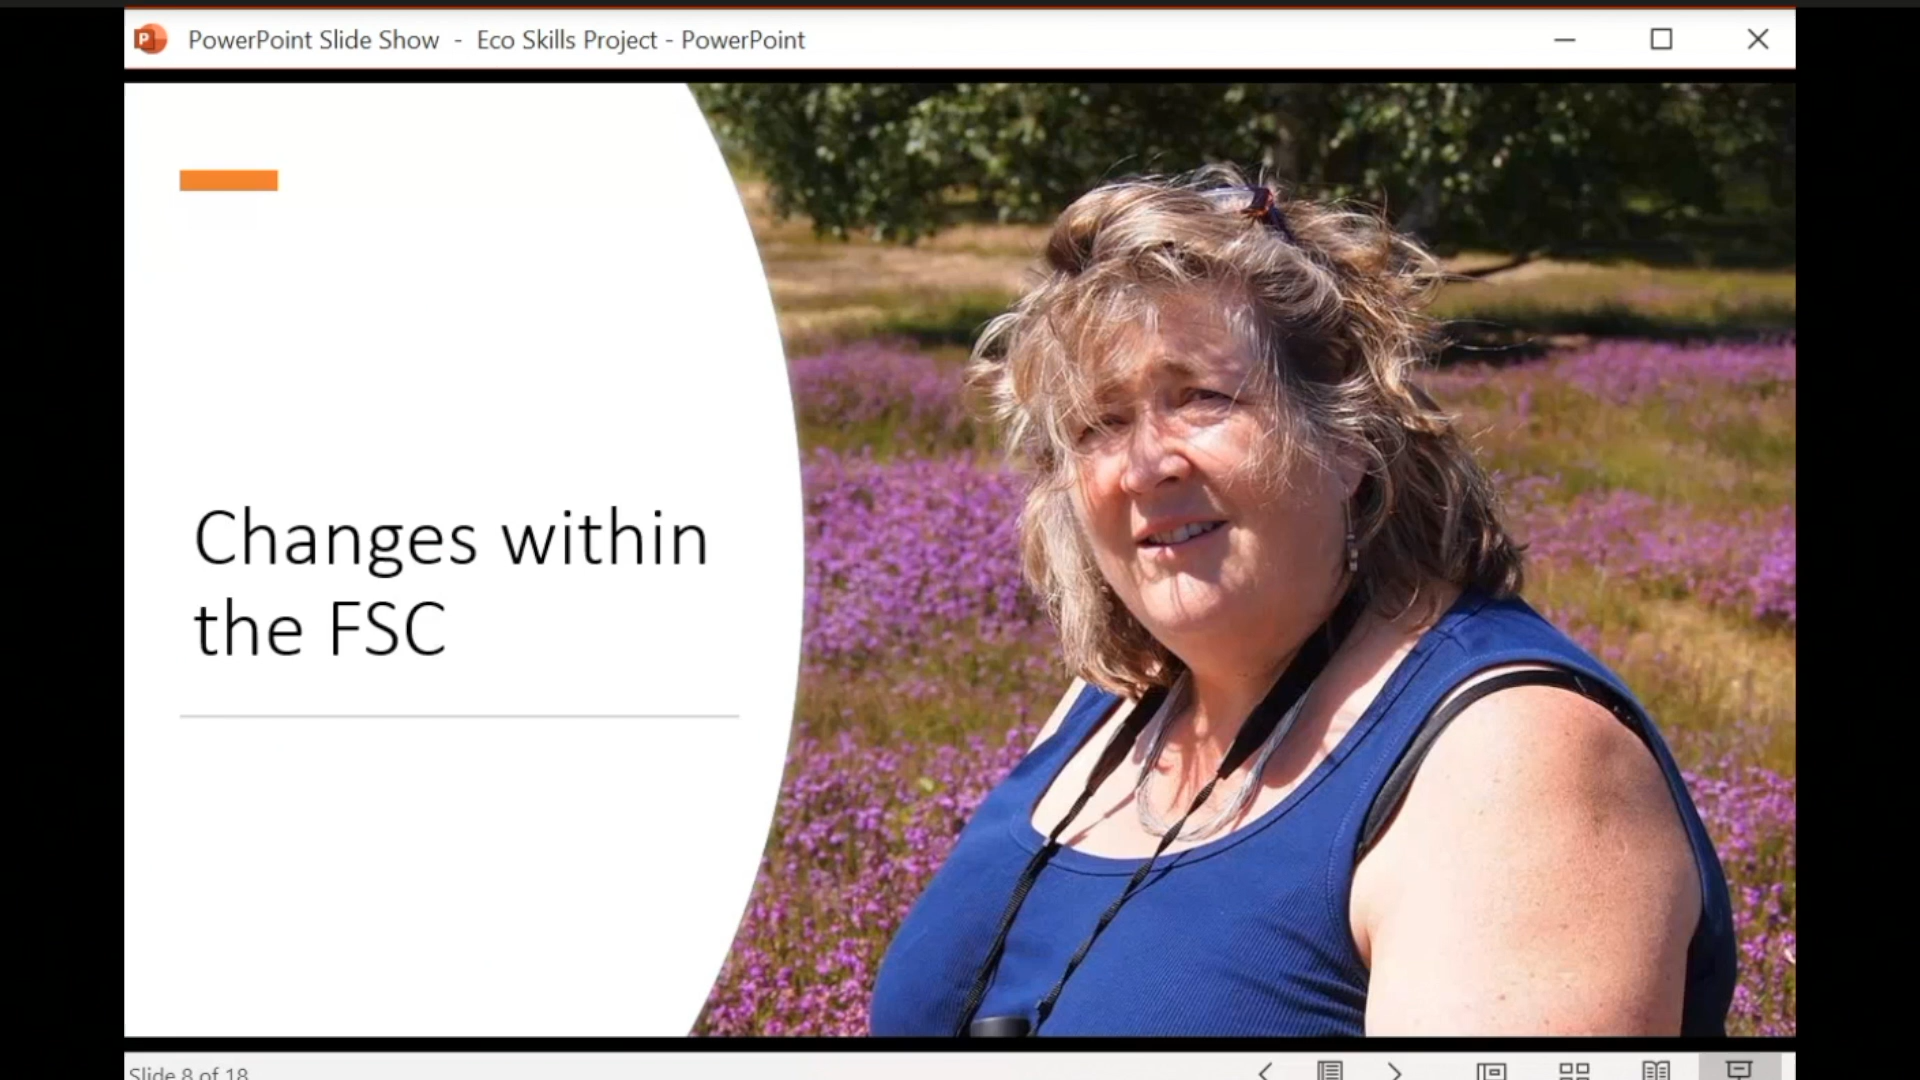 PowerPoint Slide Show - Eco Skills Project - PowerPoint
Changes within
the FSC
Slide 8 of 18